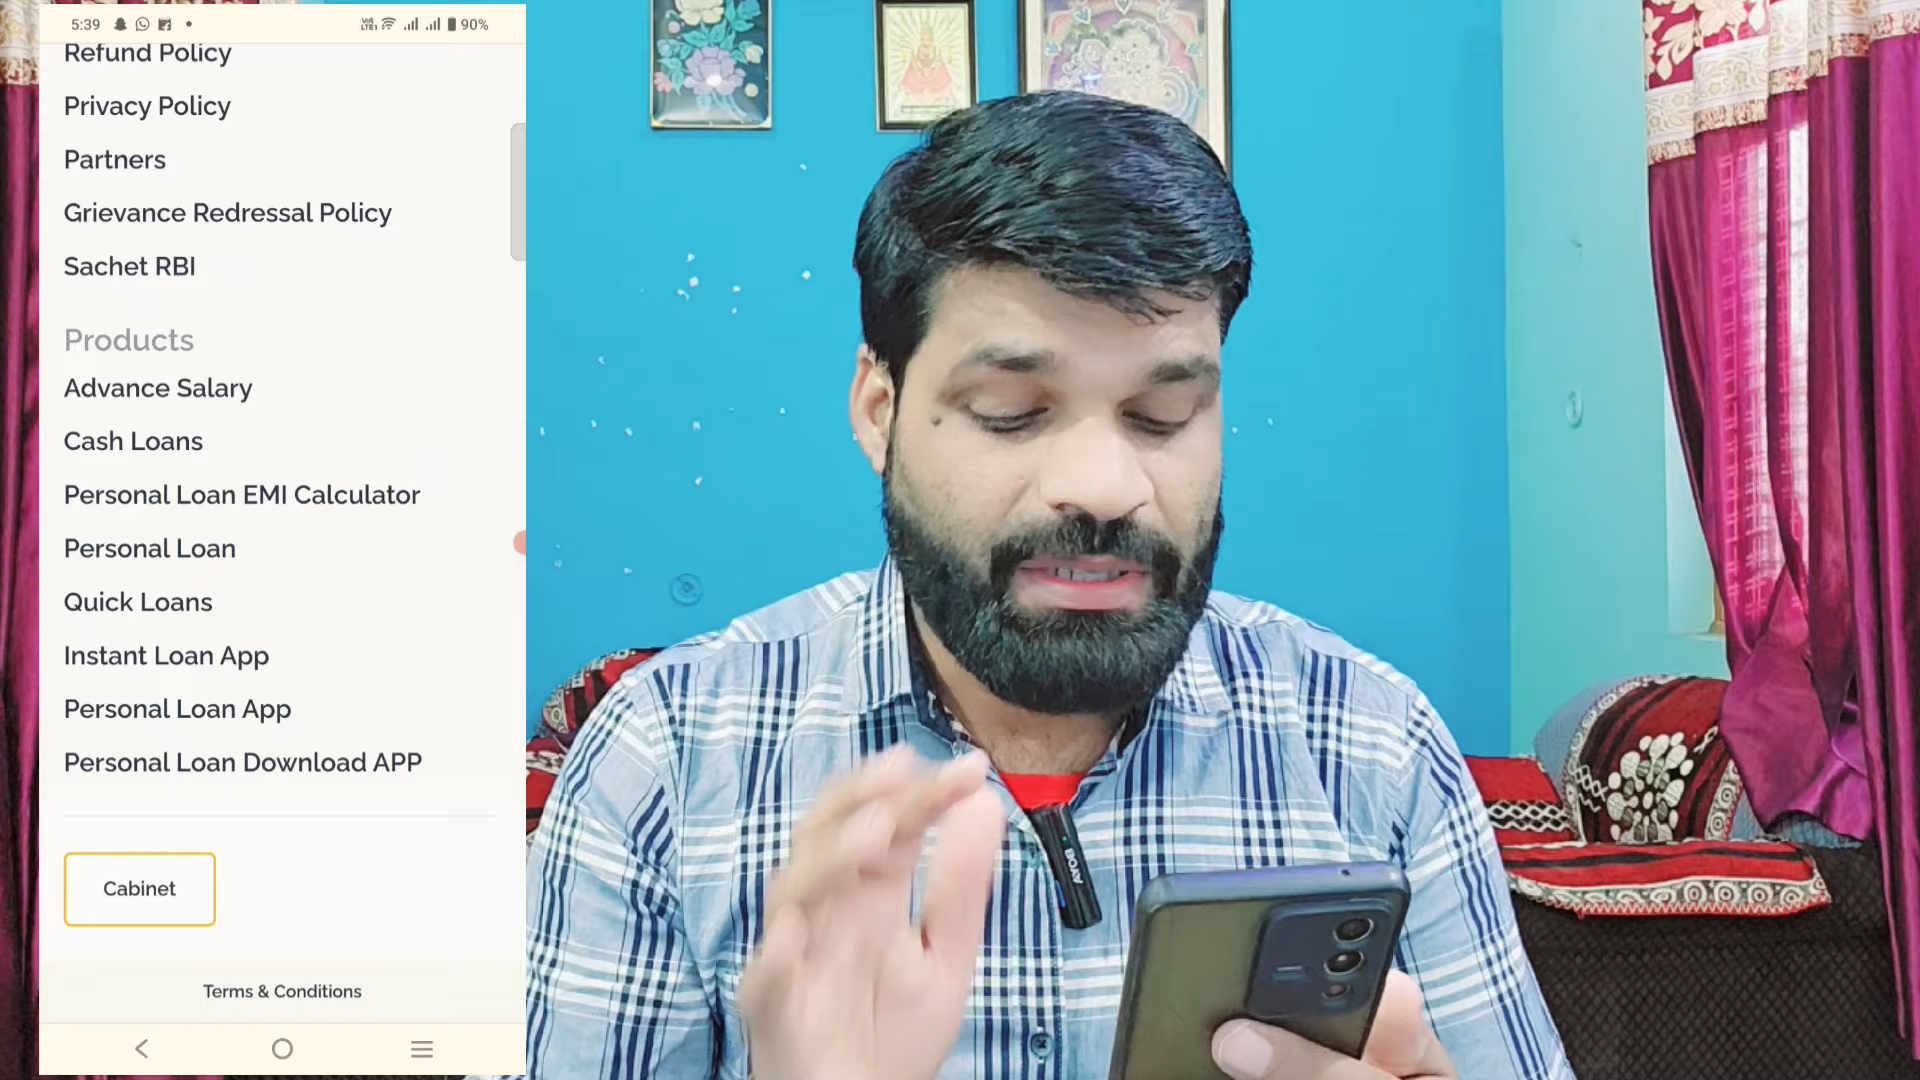 5:39
90%
Refund Policy
Privacy Policy
Partners
Grievance Redressal Policy
Sachet RBI
Products
Advance Salary
Cash Loans
Personal Loan EMI Calculator
Personal Loan
Quick Loans
Instant Loan App
Personal Loan App
Personal Loan Download APP
Cabinet
Terms & Conditions
BOYA